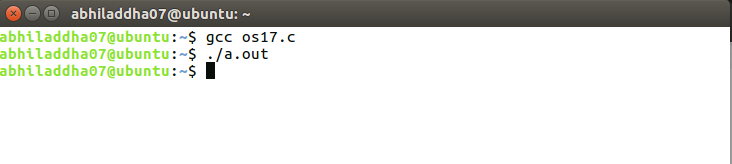 abhiladdha07@ubuntu: ~
abhiladdha07@ubuntu:~$ gcc os17.c
abhiladdha07@ubuntu:~$ ./a.out
abhiladdha07@ubuntu:~$